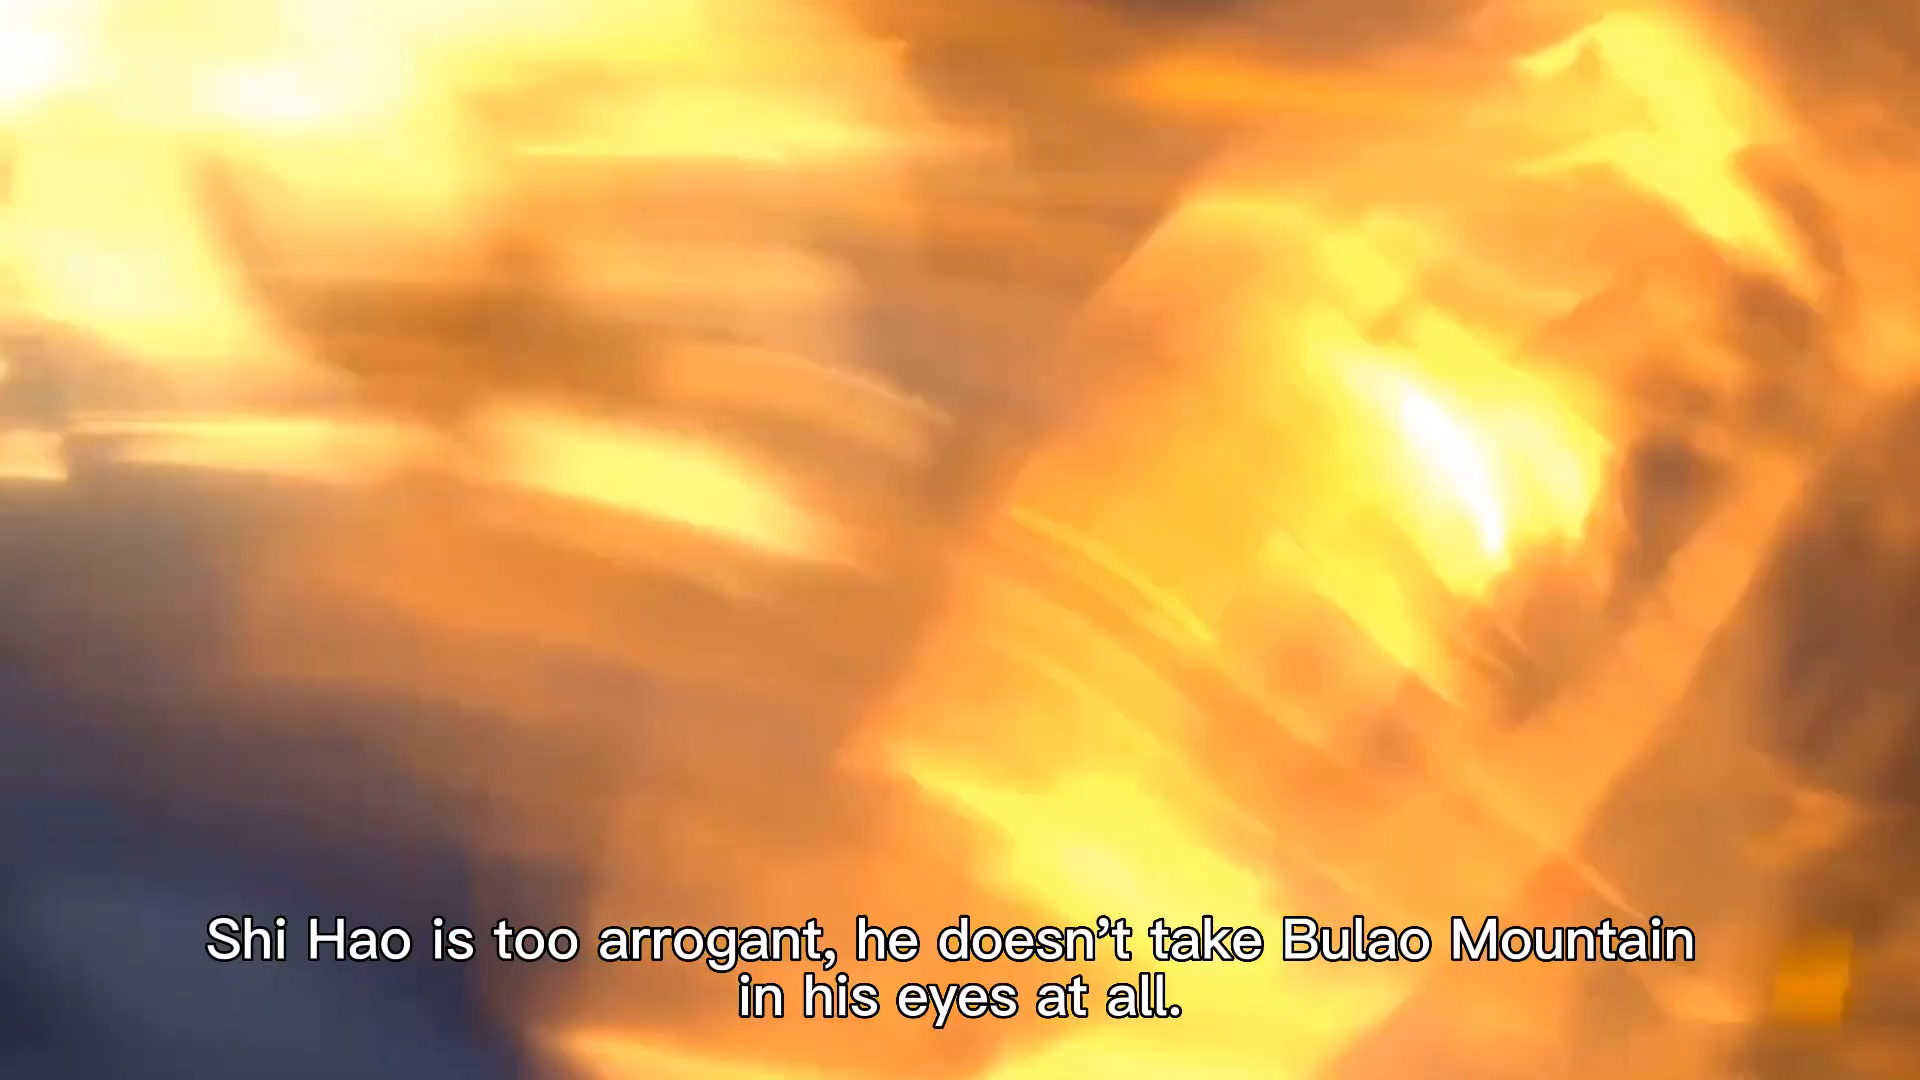 Shi Hao is too arrogant, he doesn’t take Bulao Mountain
in his eyes at all.